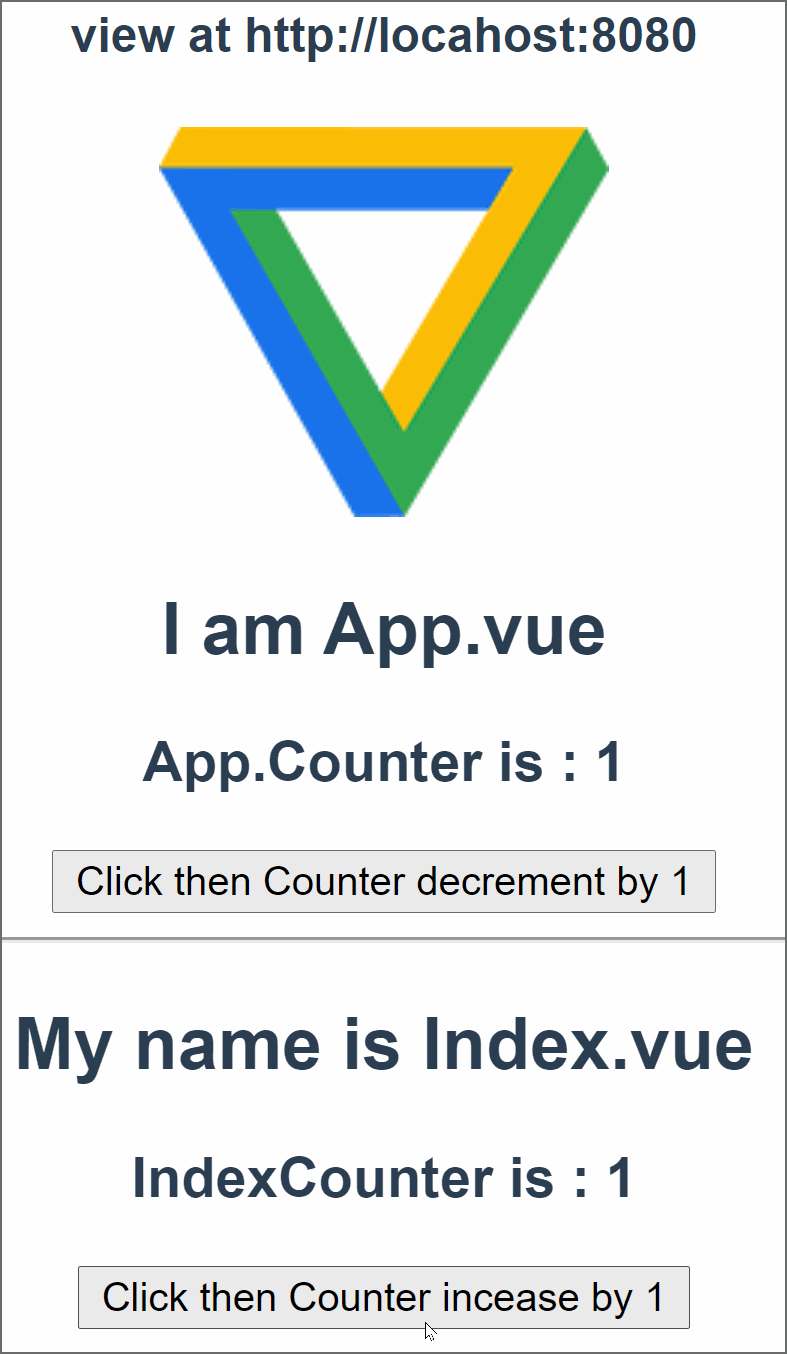 view at http://locahost:8080
I am App.vue
App.Counter is : 1
Click then Counter decrement by 1
My name is Index.vue
IndexCounter is : 1
Click then Counter incease by 1